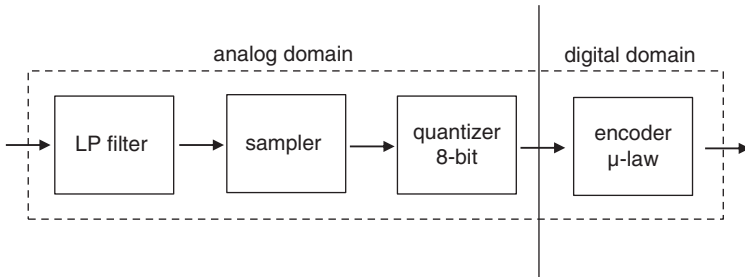 analog domain
digital domain
LP filter
sampler
quantizer
8-bit
encoder
μ-law